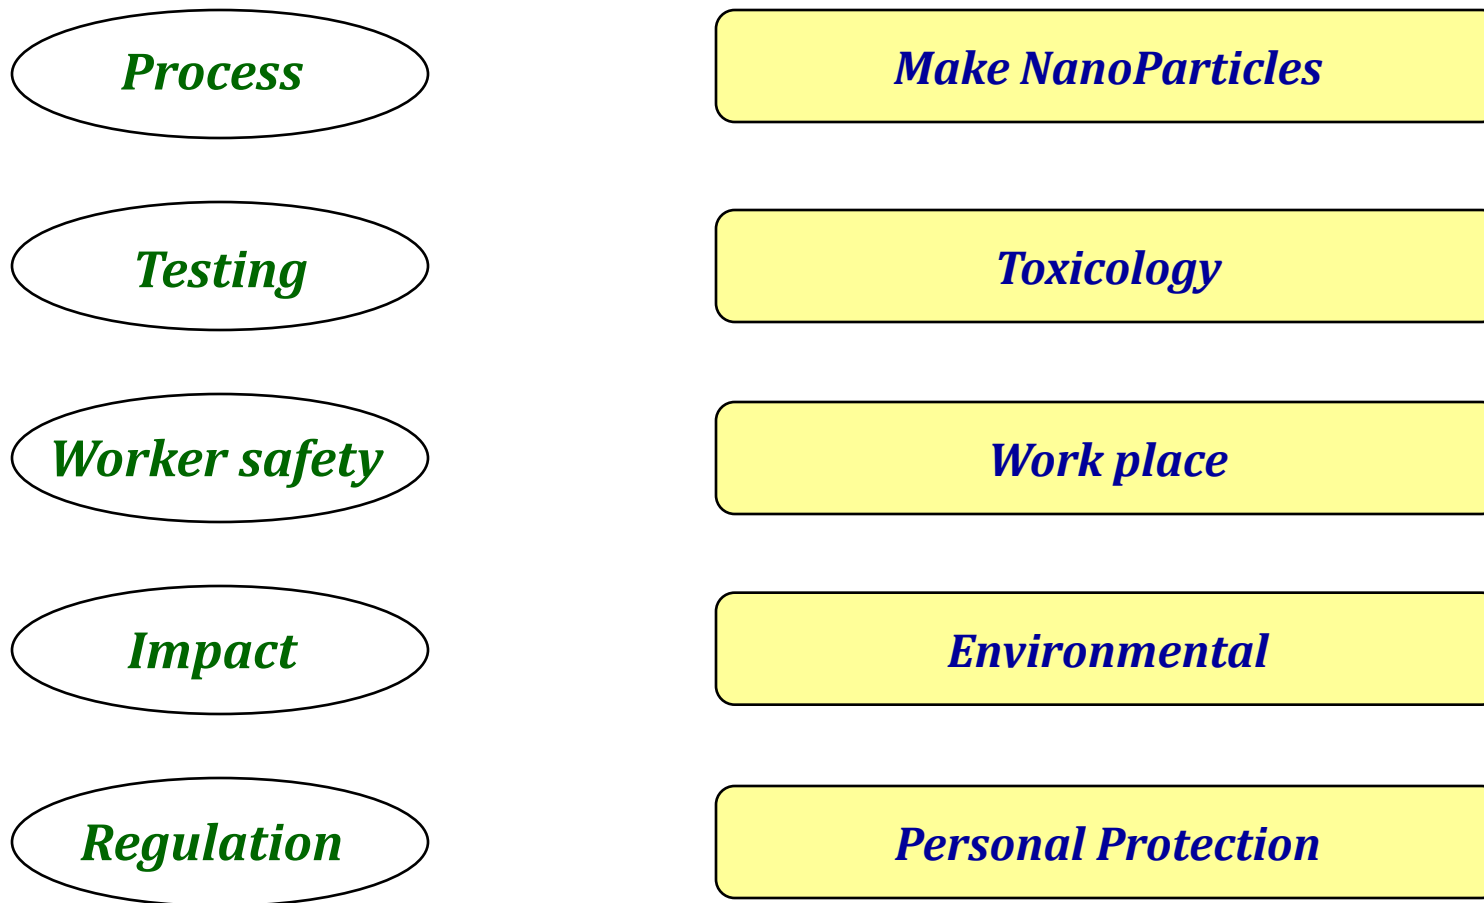 Process
Make NanoParticles
Testing
Toxicology
Worker safety
Work place
Impact
Environmental
Regulation
Personal Protection